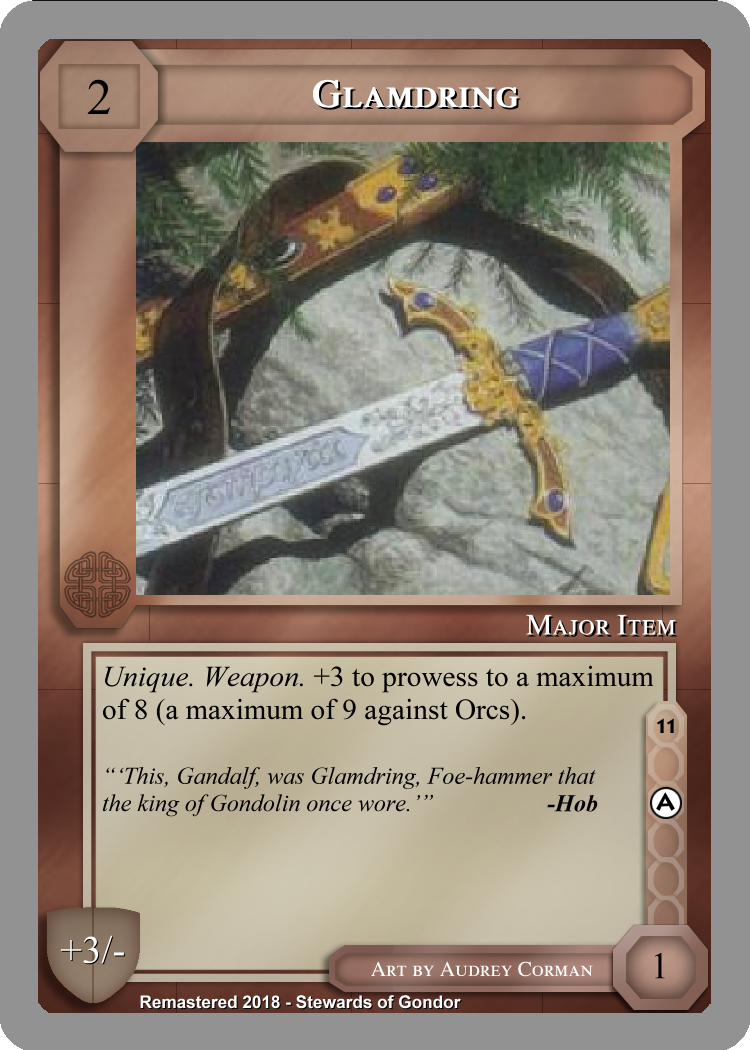 2
Glamdring
Major Item
Unique. Weapon. +3 to prowess to a maximum
of 8 (a maximum of 9 against Orcs).
11
“‘This, Gandalf, was Glamdring, Foe-hammer that
the king of Gondolin once wore.’” -Hob
A
+3/-
Art by Audrey Corman
1
Remastered 2018 - Stewards of Gondor